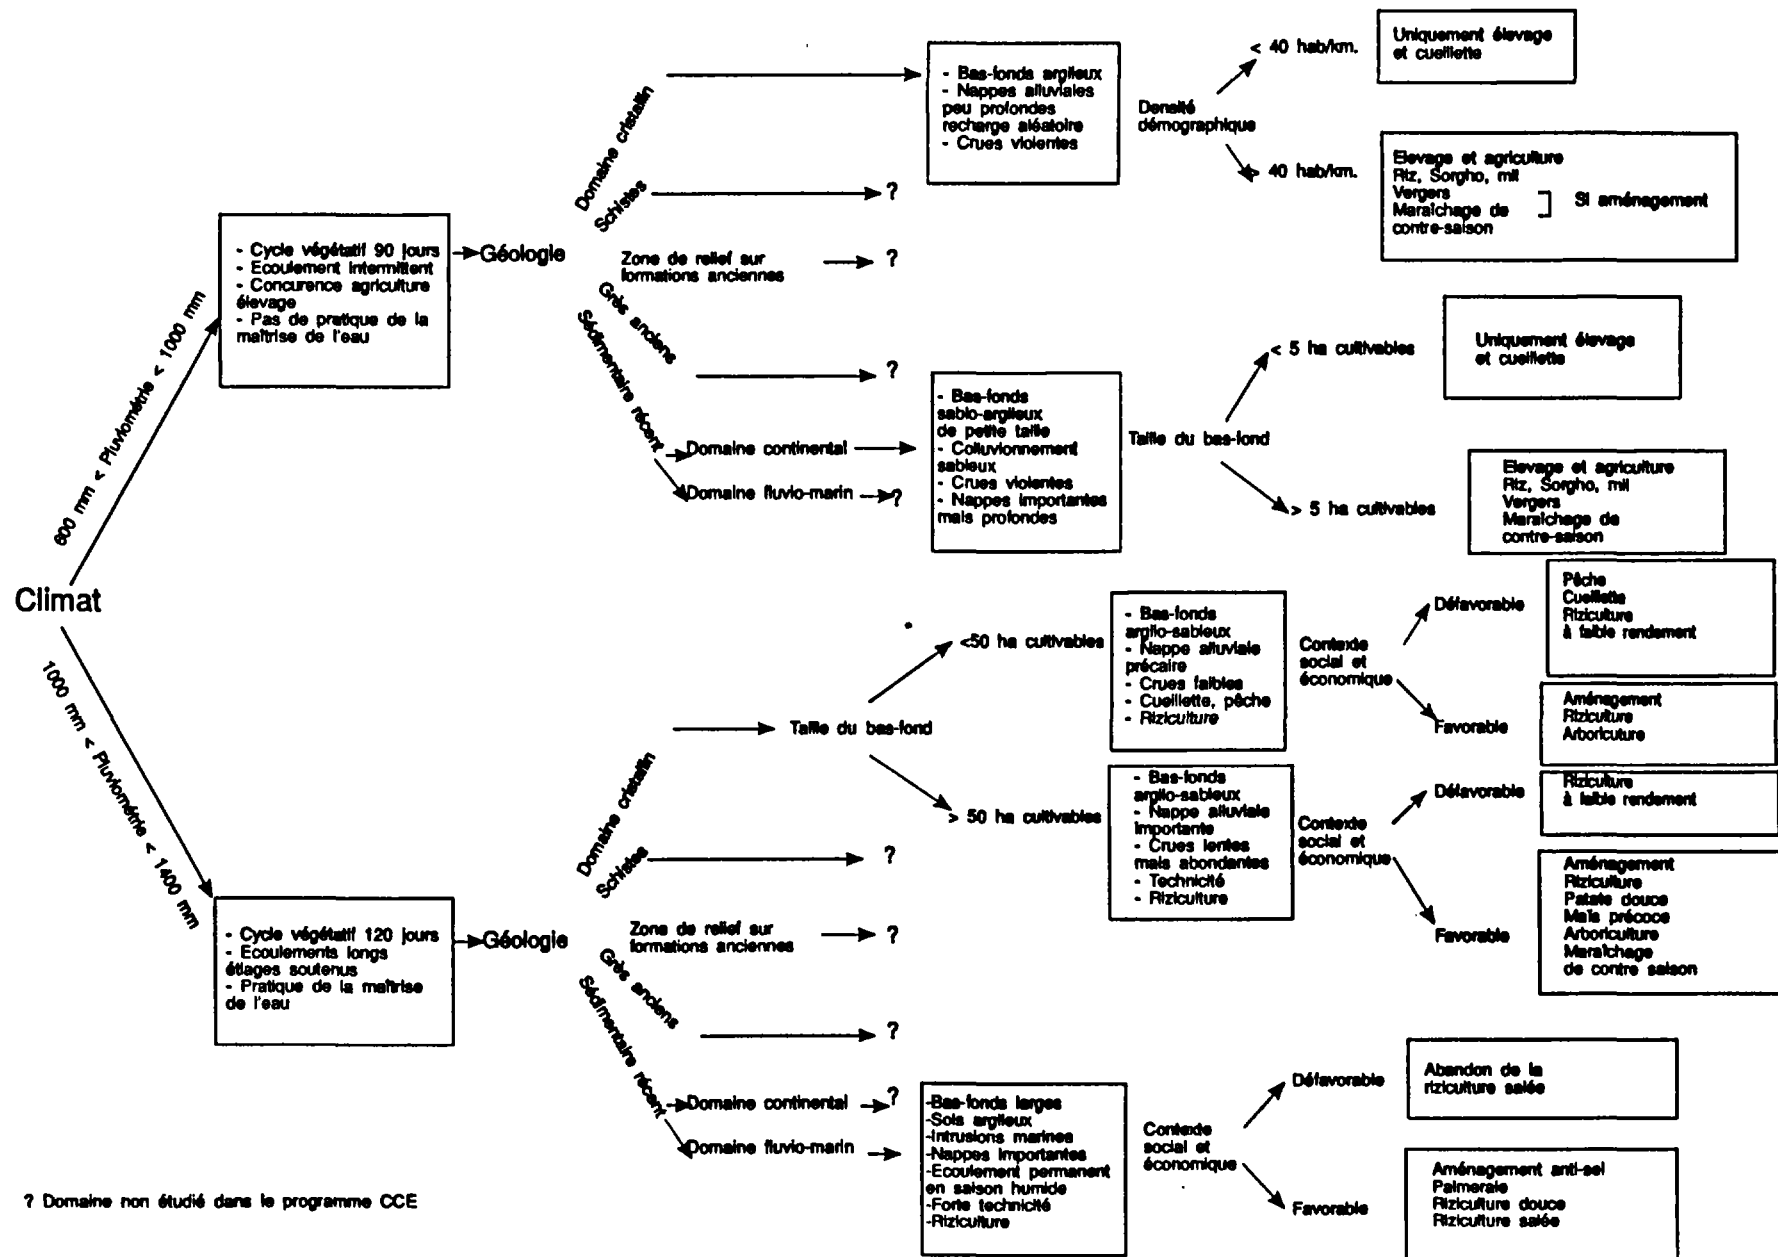 Climat
600 mm < Pluviométrie < 1000 mm
- Cycle végétatif 90 jours
- Ecoulement intermittent
- Concurence agriculture
élevage
- Pas de pratique de la
maîtrise de l'eau
Géologie
Domaine cristallin
- Bas-fonds argileux
- Nappes alluviales
peu profondes
recharge aléatoire
- Crues violentes
Densité
démographique
< 40 hab/km.
Uniquement élevage
et cueillette
> 40 hab/km.
Elevage et agriculture
Riz, Sorgho, mil
Vergers
Maraîchage de
contre-saison
Si aménagement
Schistes
?
Zone de relief sur
formations anciennes
?
Grès anciens
?
Sédimentaire récent
Domaine continental
- Bas-fonds
sablo-argileux
de petite taille
- Colluvionnement
sableux
- Crues violentes
- Nappes importantes
mais profondes
Taille du bas-fond
< 5 ha cultivables
Uniquement élevage
et cueillette
> 5 ha cultivables
Elevage et agriculture
Riz, Sorgho, mil
Vergers
Maraîchage de
contre-saison
Domaine fluvio-marin
?
1000 mm < Pluviométrie < 1400 mm
- Cycle végétatif 120 jours
- Ecoulements longs
étiages soutenus
- Pratique de la maîtrise
de l'eau
Géologie
Domaine cristallin
Taille du bas-fond
<50 ha cultivables
- Bas-fonds
argilo-sableux
- Nappe alluviale
précaire
- Crues faibles
- Cueillette, pêche
- Riziculture
Contexte
social et
économique
Défavorable
Pêche
Cueillette
Riziculture
à faible rendement
Favorable
Aménagement
Riziculture
Arboricuture
> 50 ha cultivables
- Bas-fonds
argilo-sableux
- Nappe alluviale
importante
- Crues lentes
mais abondantes
- Technicité
- Riziculture
Contexte
social et
économique
Défavorable
Riziculture
à faible rendement
Favorable
Aménagement
Riziculture
Patate douce
Maïs précoce
Arboriculture
Maraîchage
de contre saison
Schistes
?
Zone de relief sur
formations anciennes
?
Grès anciens
?
Sédimentaire récent
Domaine continental
?
Domaine fluvio-marin
-Bas-fonds larges
-Sols argileux
-Intrusions marines
-Nappes importantes
-Ecoulement permanent
en saison humide
-Forte technicité
-Riziculture
Contexte
social et
économique
Défavorable
Abandon de la
riziculture salée
Favorable
Aménagement anti-sel
Palmeraie
Riziculture douce
Riziculture salée
? Domaine non étudié dans le programme CCE